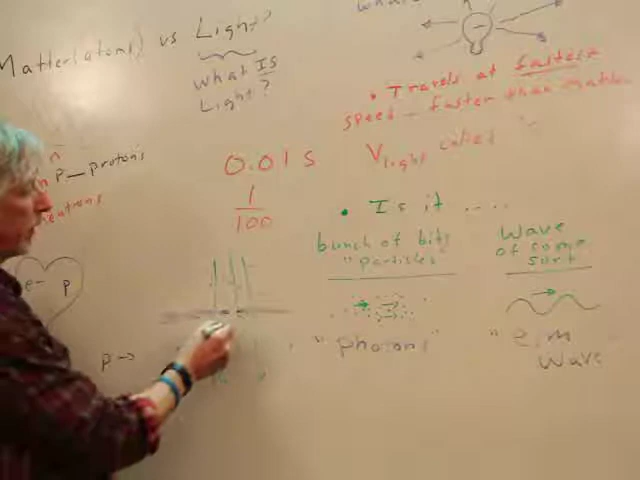 Matter(atoms) vs Light?
What IS
Light?
• Travels at fastest
speed - faster than matter
V light called "c
n
p - protons
n
neutrons
0.01 s
1
100
• Is it ....
bunch of bits
"particles"
Wave
of some
sort
e- p
p →
"photons"
"e.m
Wave